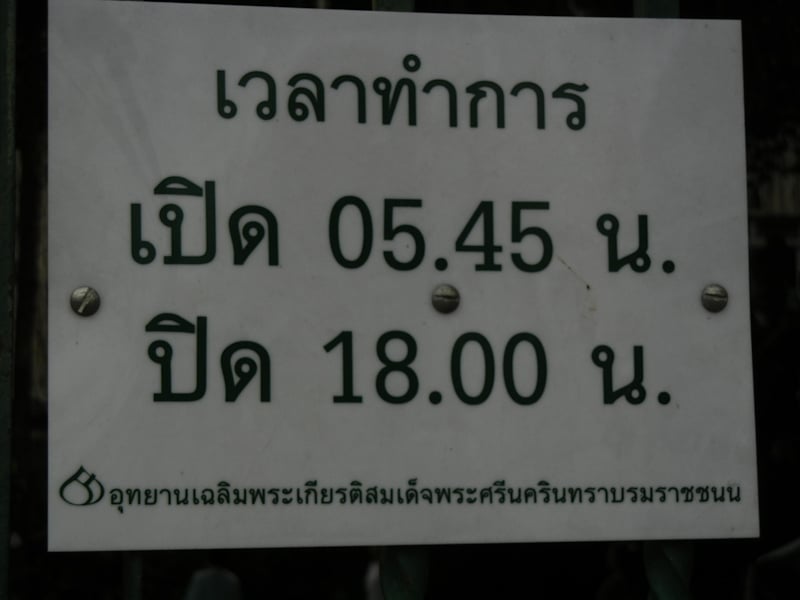 เวลาทำการ
เปิด 05.45 น.
ปิด 18.00 น.
อุทยานเฉลิมพระเกียรติสมเด็จพระศรีนครินทราบรมราชชนน